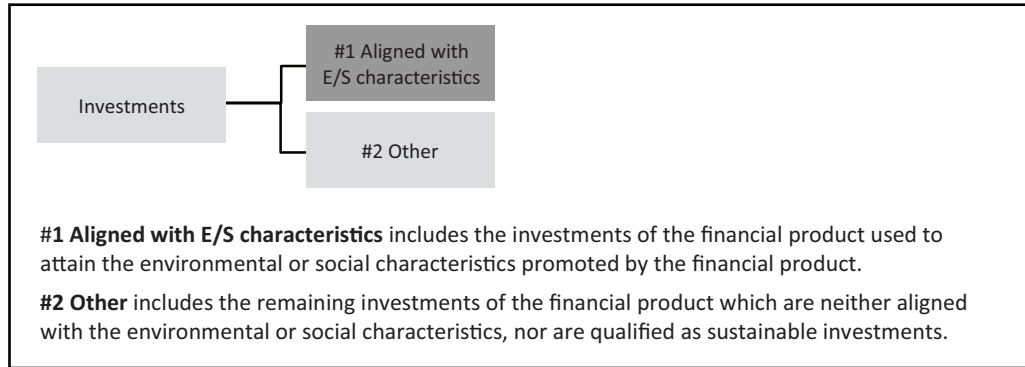 #1 Aligned with
E/S characteristics
Investments
#2 Other
#1 Aligned with E/S characteristics includes the investments of the financial product used to
attain the environmental or social characteristics promoted by the financial product.
#2 Other includes the remaining investments of the financial product which are neither aligned
with the environmental or social characteristics, nor are qualified as sustainable investments.